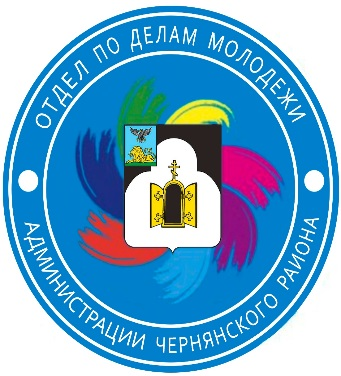 ОТДЕЛ ПО ДЕЛАМ МОЛОДЕЖИ
АДМИНИСТРАЦИИ ЧЕРНЯНСКОГО РАЙОНА